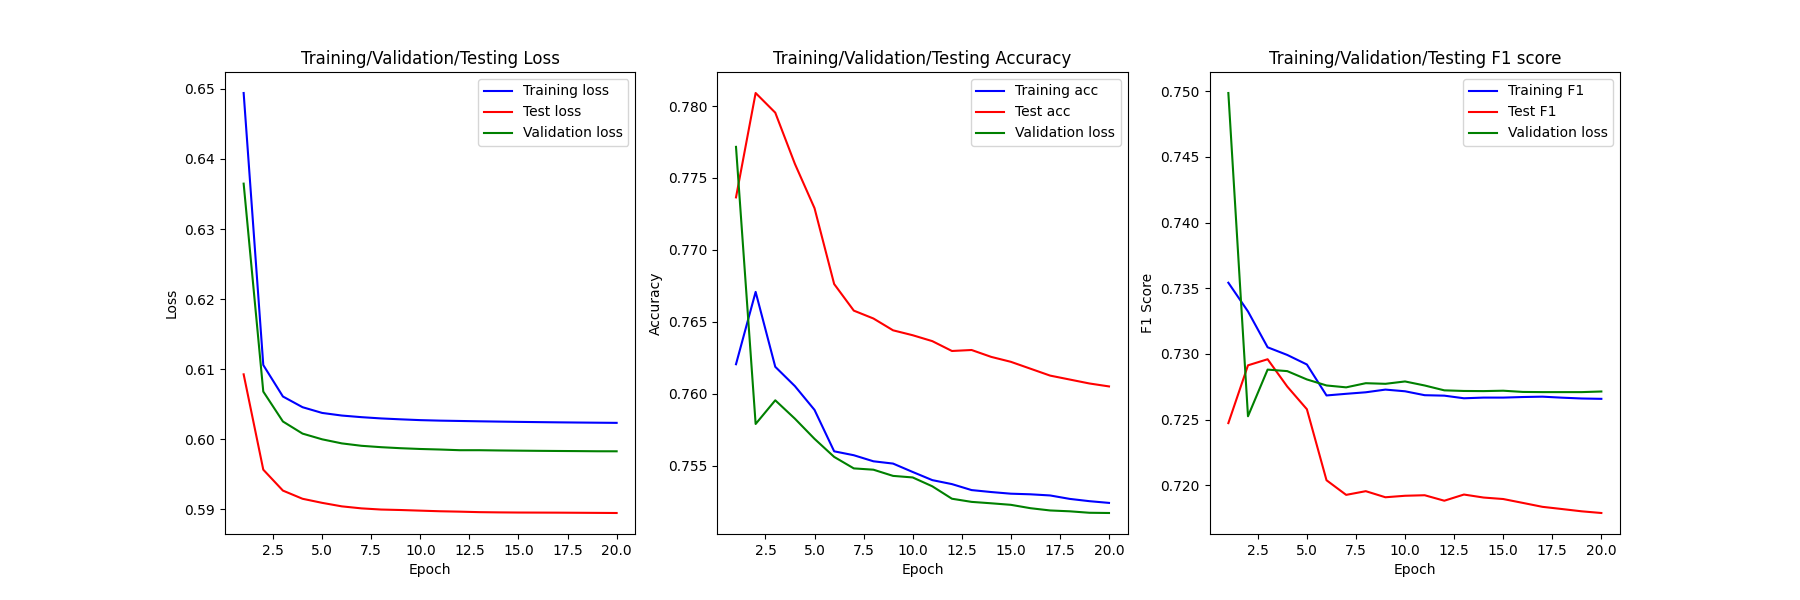 Training/Validation/Testing Loss
0.65
0.64
0.63
0.62
0.61
0.60
0.59
Loss
2.5 5.0 7.5 10.0 12.5 15.0 17.5 20.0
Epoch
Training loss
Test loss
Validation loss
Training/Validation/Testing Accuracy
0.780
0.775
0.770
0.765
0.760
0.755
Accuracy
2.5 5.0 7.5 10.0 12.5 15.0 17.5 20.0
Epoch
Training acc
Test acc
Validation loss
Training/Validation/Testing F1 score
0.750
0.745
0.740
0.735
0.730
0.725
0.720
F1 Score
2.5 5.0 7.5 10.0 12.5 15.0 17.5 20.0
Epoch
Training F1
Test F1
Validation loss